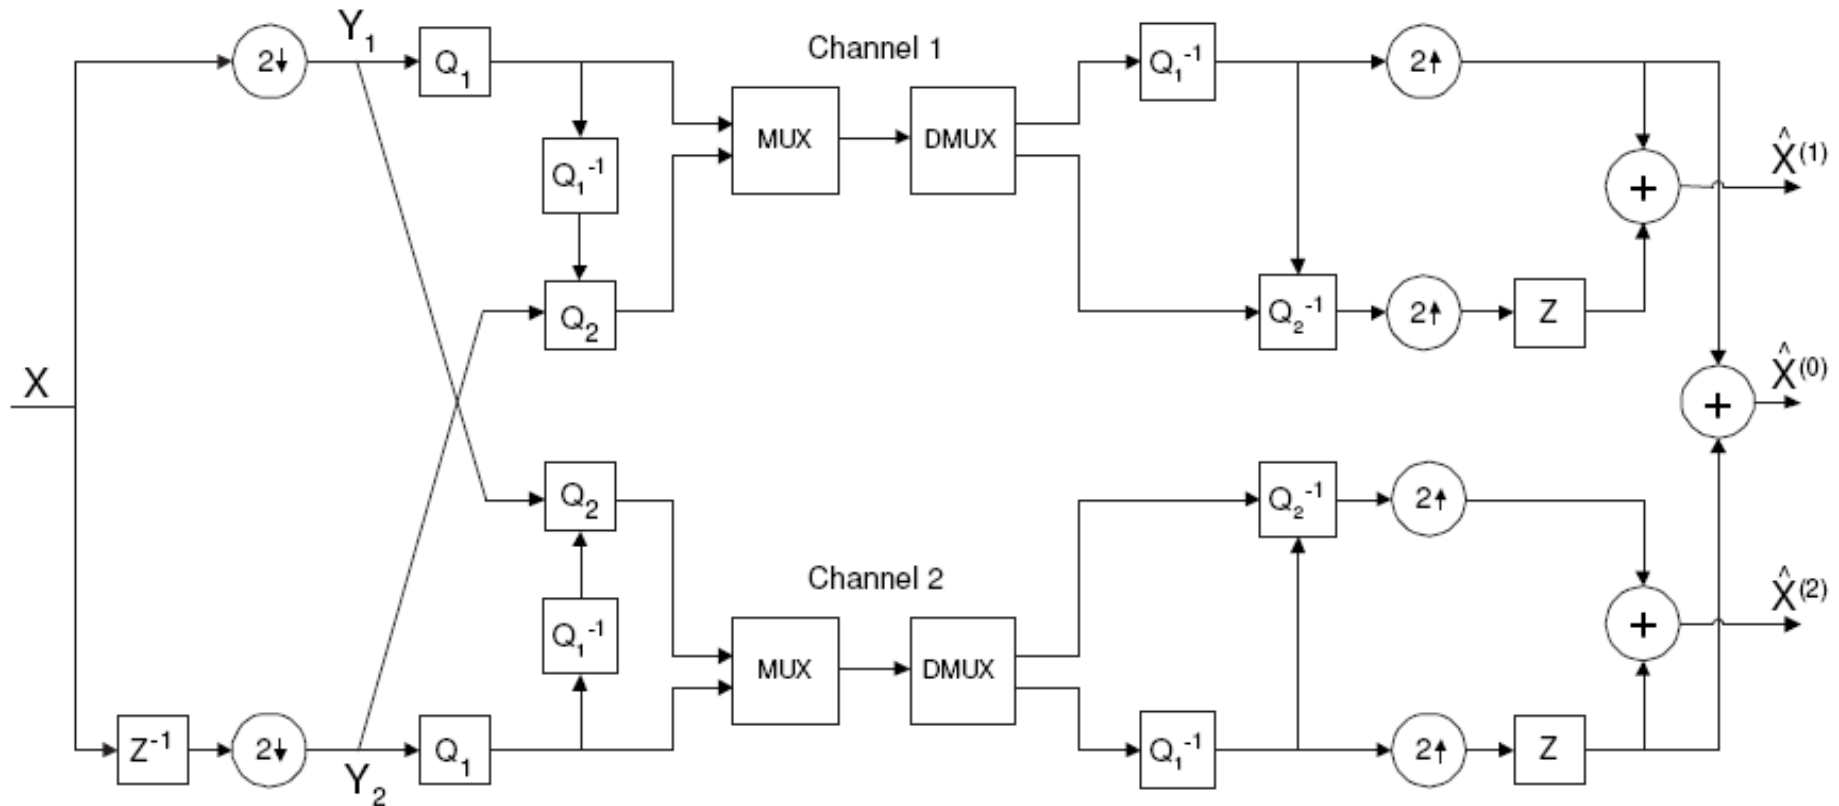 Y₁
2↓
Q₁
Channel 1
Q₁⁻¹
2↑
MUX
DMUX
X̂⁽¹⁾
Q₁⁻¹
Q₂
Q₂⁻¹
2↑
Z
+
X
X̂⁽⁰⁾
+
Q₂
Q₂⁻¹
2↑
Channel 2
X̂⁽²⁾
Q₁⁻¹
MUX
DMUX
+
Z⁻¹
2↓
Q₁
Q₁⁻¹
2↑
Z
Y₂